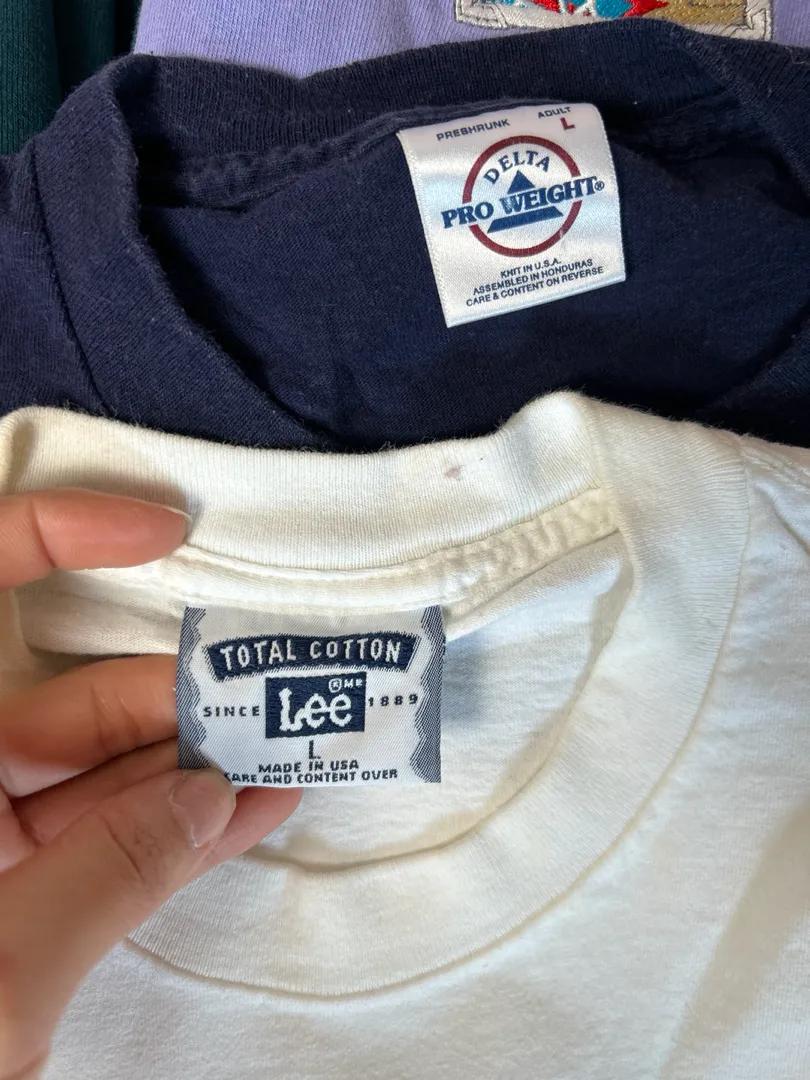 PRESHRUNK ADULT
L
DELTA
PRO WEIGHT®
KNIT IN U.S.A.
ASSEMBLED IN HONDURAS
CARE & CONTENT ON REVERSE
TOTAL COTTON
® MR
SINCE Lee 1889
L
MADE IN USA
CARE AND CONTENT OVER